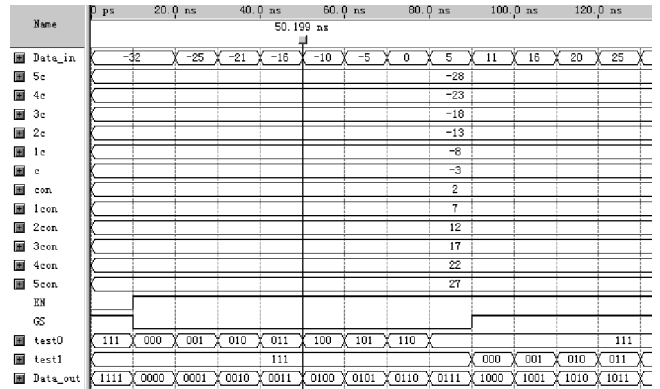 0 ps 20.0 ns 40.0 ns 60.0 ns 80.0 ns 100.0 ns 120.0 ns
Name
50.199 ns
Data_in -32 -25 -21 -16 -10 -5 0 5 11 16 20 25
5c -28
4c -23
3c -18
2c -13
1c -8
c -3
con 2
1con 7
2con 12
3con 17
4con 22
5con 27
EN
GS
test0 111 000 001 010 011 100 101 110 111
test1 111 000 001 010 011
Data_out 1111 0000 0001 0010 0011 0100 0101 0110 0111 1000 1001 1010 1011